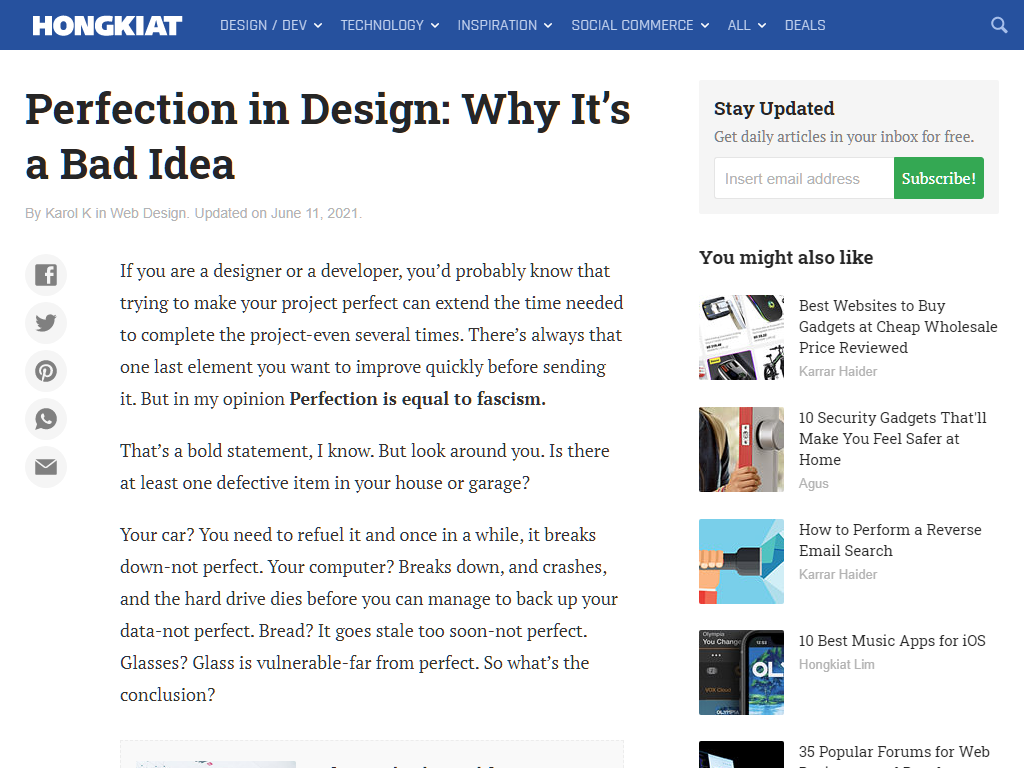 HONGKIAT
DESIGN / DEV
TECHNOLOGY
INSPIRATION
SOCIAL COMMERCE
ALL
DEALS
Perfection in Design: Why It’s
a Bad Idea
By Karol K in Web Design. Updated on June 11, 2021.
If you are a designer or a developer, you’d probably know that
trying to make your project perfect can extend the time needed
to complete the project-even several times. There’s always that
one last element you want to improve quickly before sending
it. But in my opinion Perfection is equal to fascism.
That’s a bold statement, I know. But look around you. Is there
at least one defective item in your house or garage?
Your car? You need to refuel it and once in a while, it breaks
down-not perfect. Your computer? Breaks down, and crashes,
and the hard drive dies before you can manage to back up your
data-not perfect. Bread? It goes stale too soon-not perfect.
Glasses? Glass is vulnerable-far from perfect. So what’s the
conclusion?
Stay Updated
Get daily articles in your inbox for free.
Insert email address
Subscribe!
You might also like
Best Websites to Buy
Gadgets at Cheap Wholesale
Price Reviewed
Karrar Haider
10 Security Gadgets That'll
Make You Feel Safer at
Home
Agus
How to Perform a Reverse
Email Search
Karrar Haider
Olympia
You Change
VOX Cloud
OLYMPIA
OL
10 Best Music Apps for iOS
Hongkiat Lim
35 Popular Forums for Web